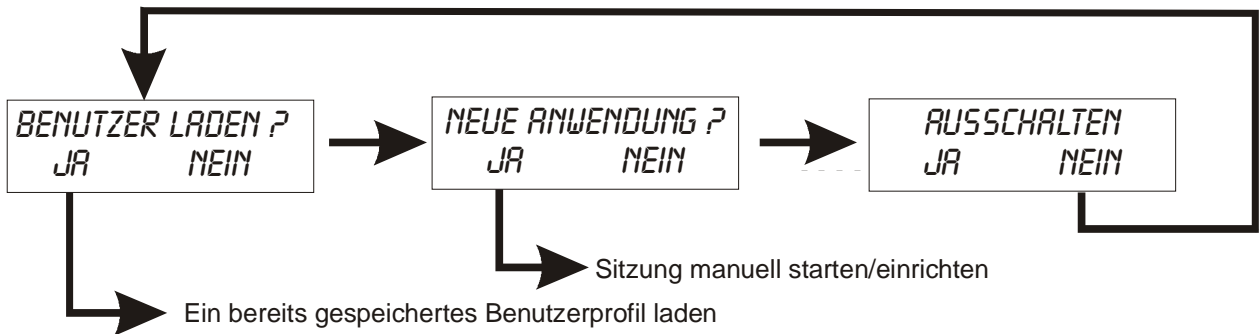 BENUTZER LADEN ?
JA NEIN
NEUE ANWENDUNG ?
JA NEIN
AUSSCHALTEN
JA NEIN
Sitzung manuell starten/einrichten
Ein bereits gespeichertes Benutzerprofil laden